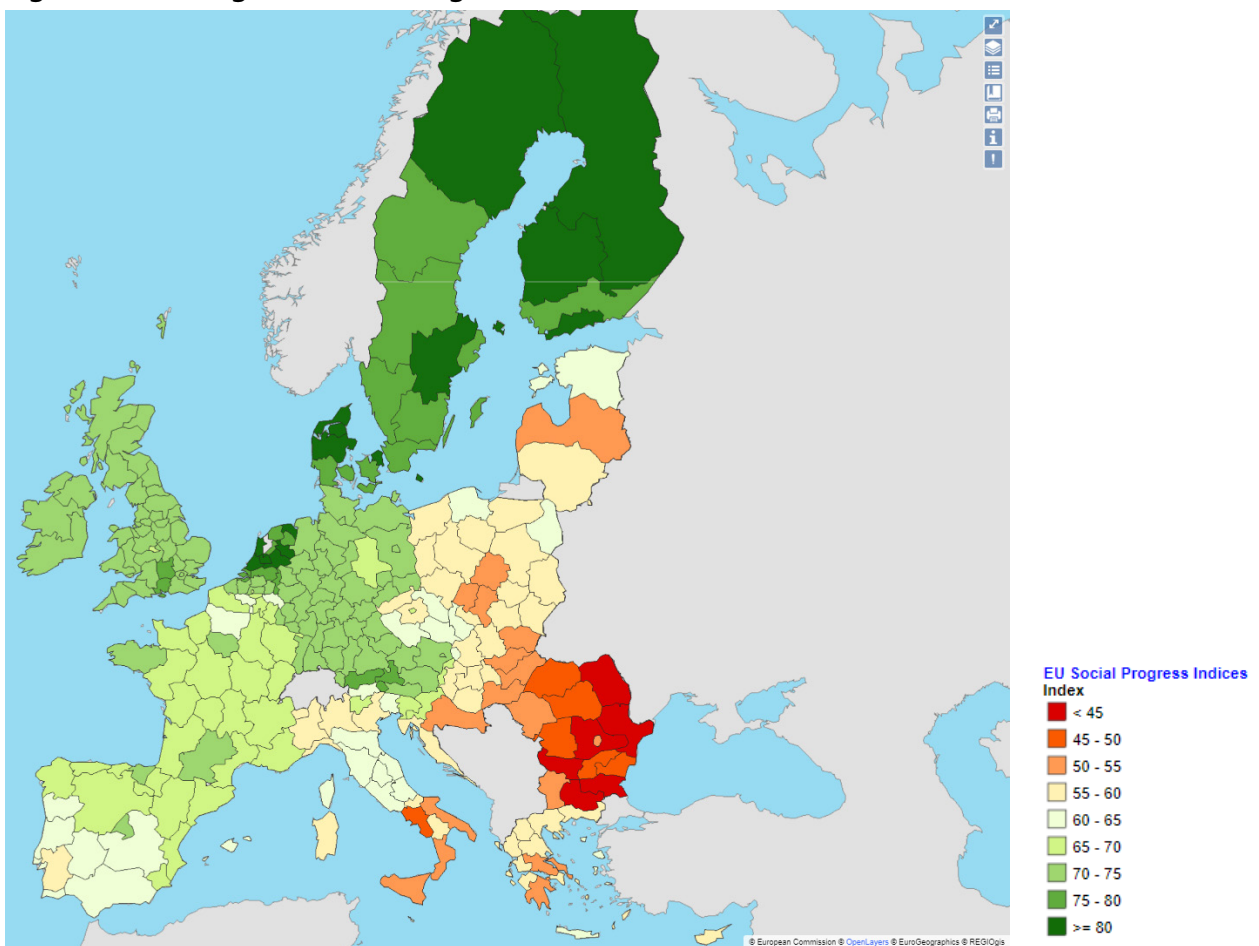 EU Social Progress Indices
Index
< 45
45 - 50
50 - 55
55 - 60
60 - 65
65 - 70
70 - 75
75 - 80
>= 80
© European Commission © OpenLayers © EuroGeographics © REGIOgis